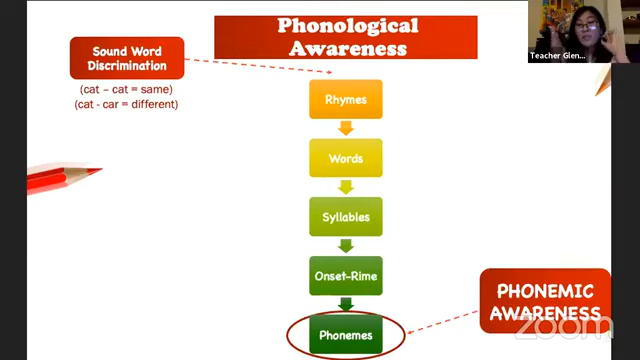 Phonological
Awareness
Sound Word
Discrimination
(cat – cat = same)
(cat - car = different)
Rhymes
Words
Syllables
Onset-Rime
Phonemes
PHONEMIC
AWARENESS
zoom
Teacher Glen...